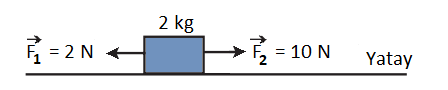 2 kg
F₁ = 2 N F₂ = 10 N Yatay